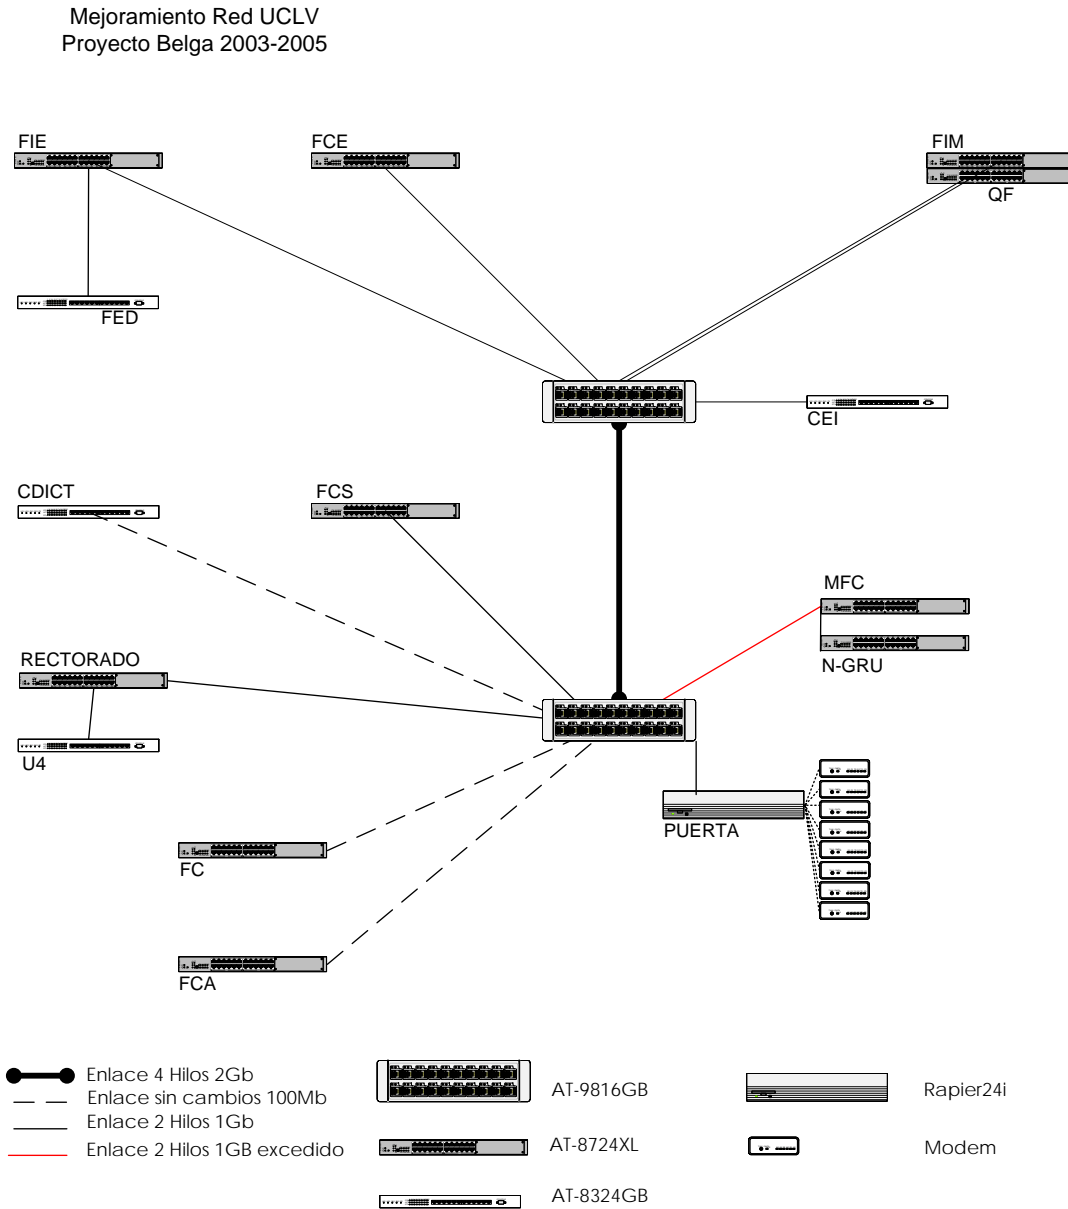 Mejoramiento Red UCLV
Proyecto Belga 2003-2005
FIE
FCE
FIM
QF
FED
CEI
CDICT
FCS
MFC
N-GRU
RECTORADO
U4
PUERTA
FC
FCA
Enlace 4 Hilos 2Gb
Enlace sin cambios 100Mb
Enlace 2 Hilos 1Gb
Enlace 2 Hilos 1GB excedido
AT-9816GB
AT-8724XL
AT-8324GB
Rapier24i
Modem